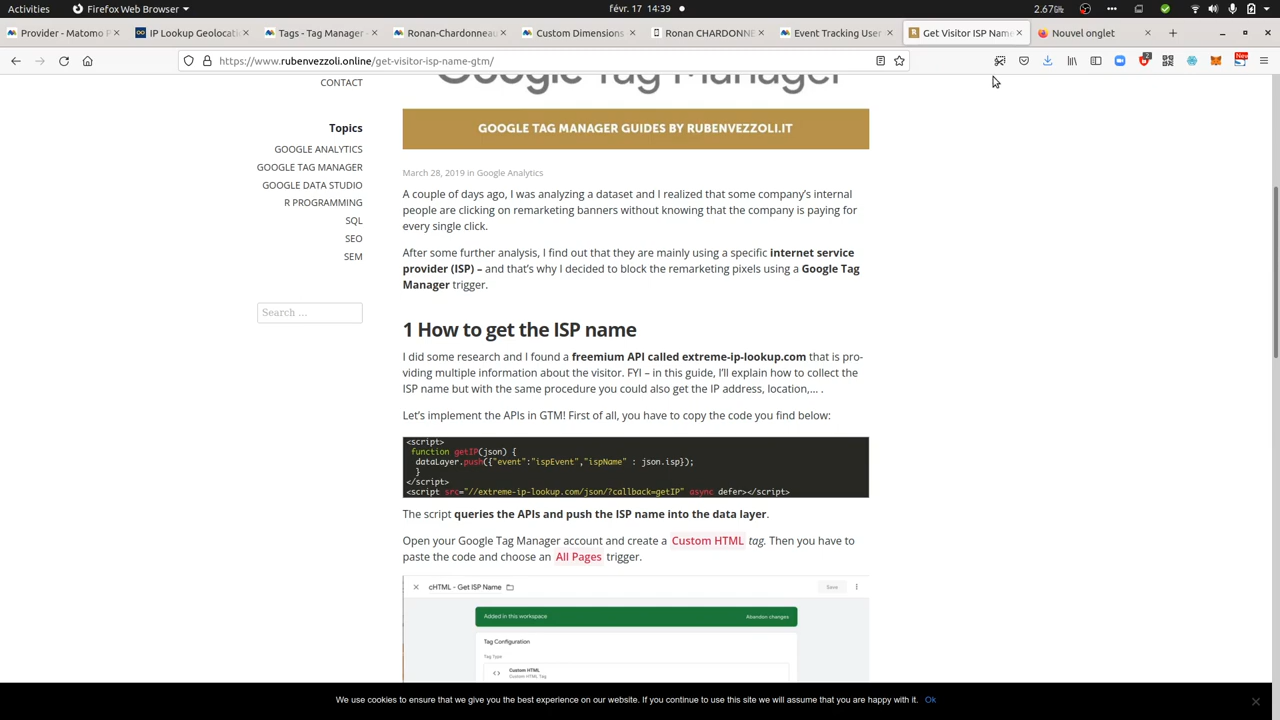 Activities
Firefox Web Browser
févr. 17 14:39
2.67%
Provider - Matomo P
IP Lookup Geolocati
Tags - Tag Manager
Ronan-Chardonneau
Custom Dimensions
Ronan CHARDONNE
Event Tracking User
Get Visitor ISP Name
Nouvel onglet
https://www.rubenvezzoli.online/get-visitor-isp-name-gtm/
2
New
CONTACT
Topics
GOOGLE ANALYTICS
GOOGLE TAG MANAGER
GOOGLE DATA STUDIO
R PROGRAMMING
SQL
SEO
SEM
Search ...
Google Tag Manager
GOOGLE TAG MANAGER GUIDES BY RUBENVEZZOLI.IT
March 28, 2019 in Google Analytics
A couple of days ago, I was analyzing a dataset and I realized that some company's internal
people are clicking on remarketing banners without knowing that the company is paying for
every single click.
After some further analysis, I find out that they are mainly using a specific internet service
provider (ISP) – and that's why I decided to block the remarketing pixels using a Google Tag
Manager trigger.
1 How to get the ISP name
I did some research and I found a freemium API called extreme-ip-lookup.com that is pro-
viding multiple information about the visitor. FYI – in this guide, I'll explain how to collect the
ISP name but with the same procedure you could also get the IP address, location,... .
Let's implement the APIs in GTM! First of all, you have to copy the code you find below:
<script>
function getIP(json) {
dataLayer.push({"event":"ispEvent","ispName" : json.isp});
}
</script>
<script src="//extreme-ip-lookup.com/json/?callback=getIP" async defer></script>
The script queries the APIs and push the ISP name into the data layer.
Open your Google Tag Manager account and create a Custom HTML tag. Then you have to
paste the code and choose an All Pages trigger.
cHTML - Get ISP Name
Save
Added in this workspace
Abandon changes
Tag Configuration
Tag Type
Custom HTML
Custom HTML Tag
We use cookies to ensure that we give you the best experience on our website. If you continue to use this site we will assume that you are happy with it. Ok